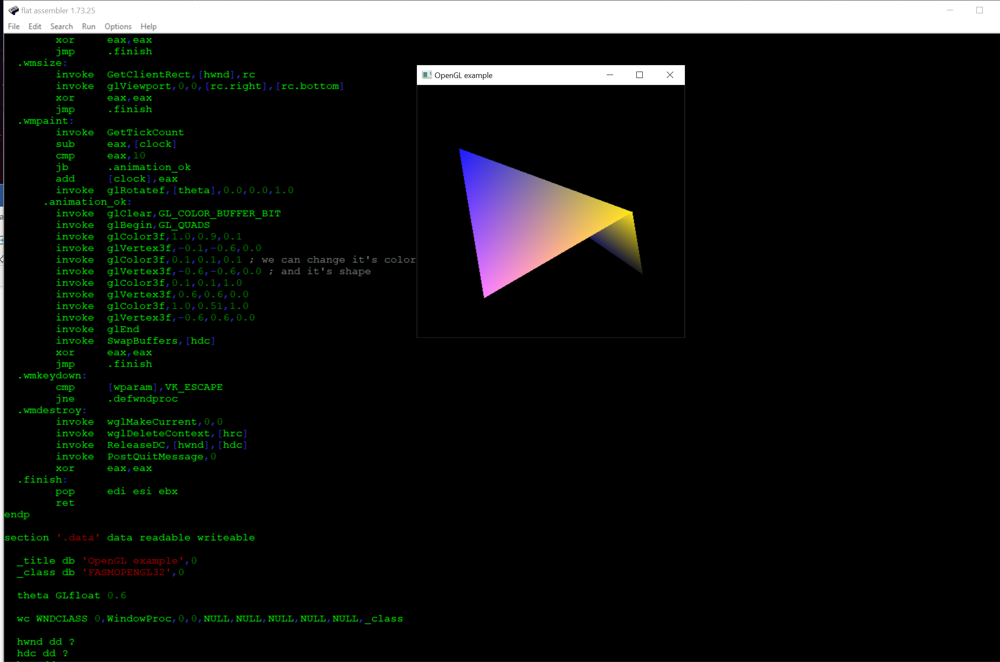 flat assembler 1.73.25
File Edit Search Run Options Help
xor eax,eax
jmp .finish
.wmsize:
invoke GetClientRect,[hwnd],rc
invoke glViewport,0,0,[rc.right],[rc.bottom]
xor eax,eax
jmp .finish
.wmpaint:
invoke GetTickCount
sub eax,[clock]
cmp eax,10
jb .animation_ok
add [clock],eax
invoke glRotatef,[theta],0.0,0.0,1.0
.animation_ok:
invoke glClear,GL_COLOR_BUFFER_BIT
invoke glBegin,GL_QUADS
invoke glColor3f,1.0,0.9,0.1
invoke glVertex3f,-0.1,-0.6,0.0
invoke glColor3f,0.1,0.1,0.1 ; we can change it's color
invoke glVertex3f,-0.6,-0.6,0.0 ; and it's shape
invoke glColor3f,0.1,0.1,1.0
invoke glVertex3f,0.6,0.6,0.0
invoke glColor3f,1.0,0.51,1.0
invoke glVertex3f,-0.6,0.6,0.0
invoke glEnd
invoke SwapBuffers,[hdc]
xor eax,eax
jmp .finish
.wmkeydown:
cmp [wparam],VK_ESCAPE
jne .defwndproc
.wmdestroy:
invoke wglMakeCurrent,0,0
invoke wglDeleteContext,[hrc]
invoke ReleaseDC,[hwnd],[hdc]
invoke PostQuitMessage,0
xor eax,eax
.finish:
pop edi esi ebx
ret
endp
section '.data' data readable writeable
_title db 'OpenGL example',0
_class db 'FASMOPENGL32',0
theta GLfloat 0.6
wc WNDCLASS 0,WindowProc,0,0,NULL,NULL,NULL,NULL,NULL,_class
hwnd dd ?
hdc dd ?
OpenGL example